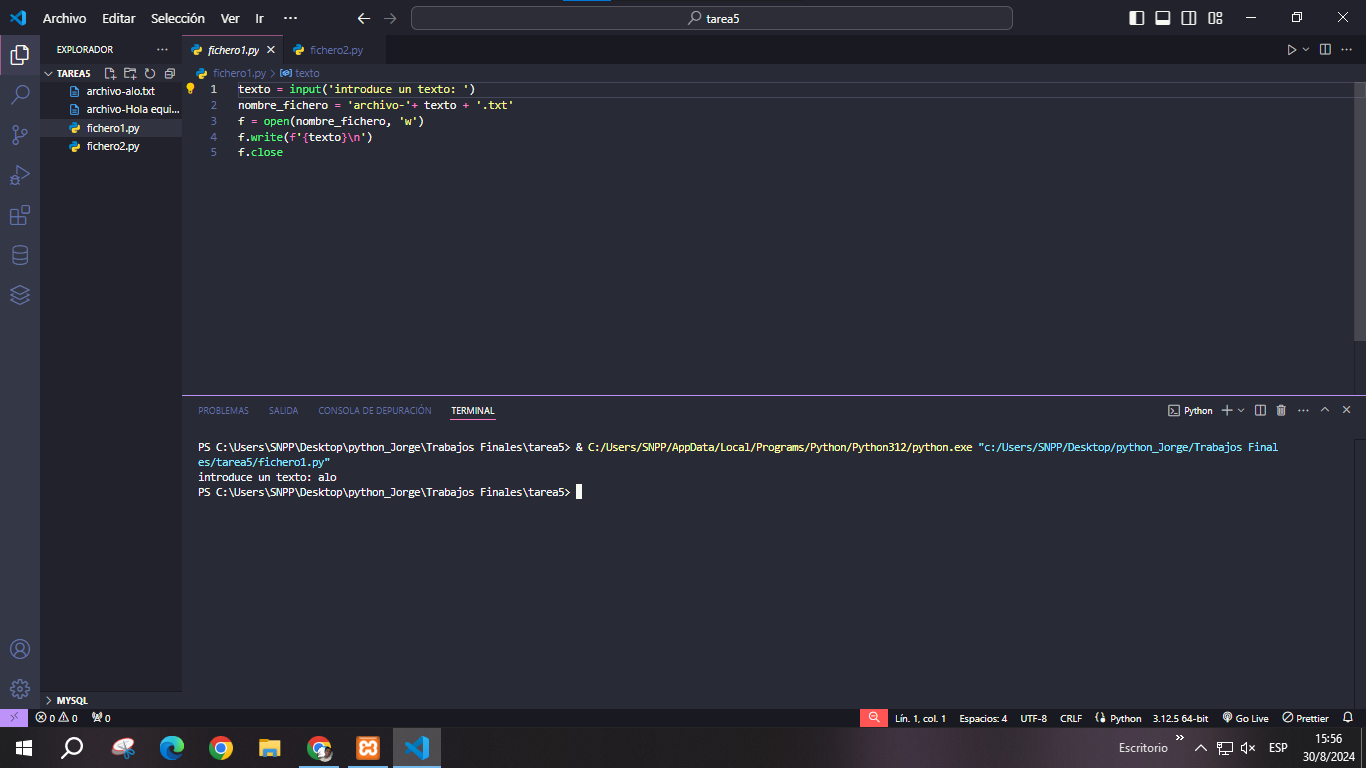 Archivo Editar Selección Ver Ir ··· tarea5
EXPLORADOR ···
TAREA5
archivo-alo.txt
archivo-Hola equi...
fichero1.py
fichero2.py
MYSQL
fichero1.py fichero2.py
fichero1.py > texto
1 texto = input('introduce un texto: ')
2 nombre_fichero = 'archivo-'+ texto + '.txt'
3 f = open(nombre_fichero, 'w')
4 f.write(f'{texto}\n')
5 f.close
PROBLEMAS SALIDA CONSOLA DE DEPURACIÓN TERMINAL Python
PS C:\Users\SNPP\Desktop\python_Jorge\Trabajos Finales\tarea5> & C:/Users/SNPP/AppData/Local/Programs/Python/Python312/python.exe "c:/Users/SNPP/Desktop/python_Jorge/Trabajos Final
es/tarea5/fichero1.py"
introduce un texto: alo
PS C:\Users\SNPP\Desktop\python_Jorge\Trabajos Finales\tarea5>
0 0 0 Lín. 1, col. 1 Espacios: 4 UTF-8 CRLF Python 3.12.5 64-bit Go Live Prettier
Escritorio ESP 15:56
30/8/2024